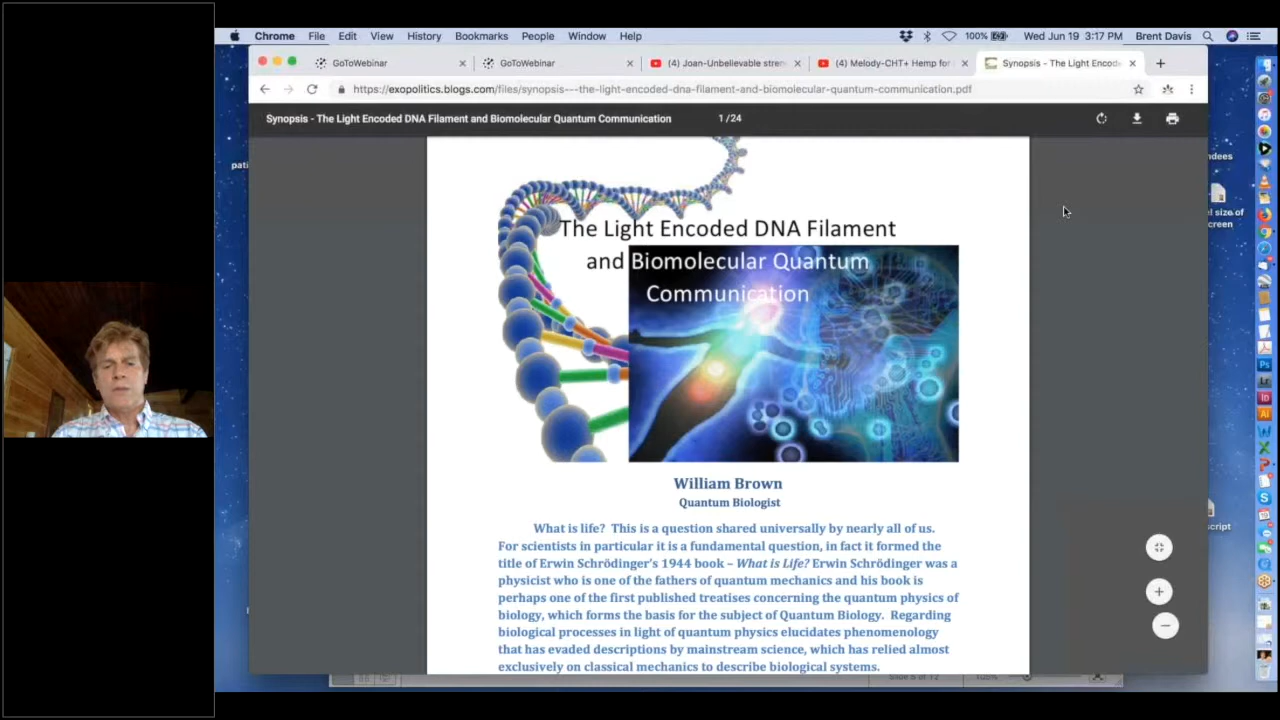 Chrome File Edit View History Bookmarks People Window Help
100% Wed Jun 19 3:17 PM Brent Davis
GoToWebinar
GoToWebinar
(4) Joan-Unbelievable stren
(4) Melody-CHT+ Hemp for
Synopsis - The Light Encod
https://exopolitics.blogs.com/files/synopsis---the-light-encoded-dna-filament-and-biomolecular-quantum-communication.pdf
Synopsis - The Light Encoded DNA Filament and Biomolecular Quantum Communication 1 / 24
pati
ndees
al size of
creen
cript
The Light Encoded DNA Filament
and Biomolecular Quantum
Communication
William Brown
Quantum Biologist
What is life? This is a question shared universally by nearly all of us.
For scientists in particular it is a fundamental question, in fact it formed the
title of Erwin Schrödinger's 1944 book – What is Life? Erwin Schrödinger was a
physicist who is one of the fathers of quantum mechanics and his book is
perhaps one of the first published treatises concerning the quantum physics of
biology, which forms the basis for the subject of Quantum Biology. Regarding
biological processes in light of quantum physics elucidates phenomenology
that has evaded descriptions by mainstream science, which has relied almost
exclusively on classical mechanics to describe biological systems.